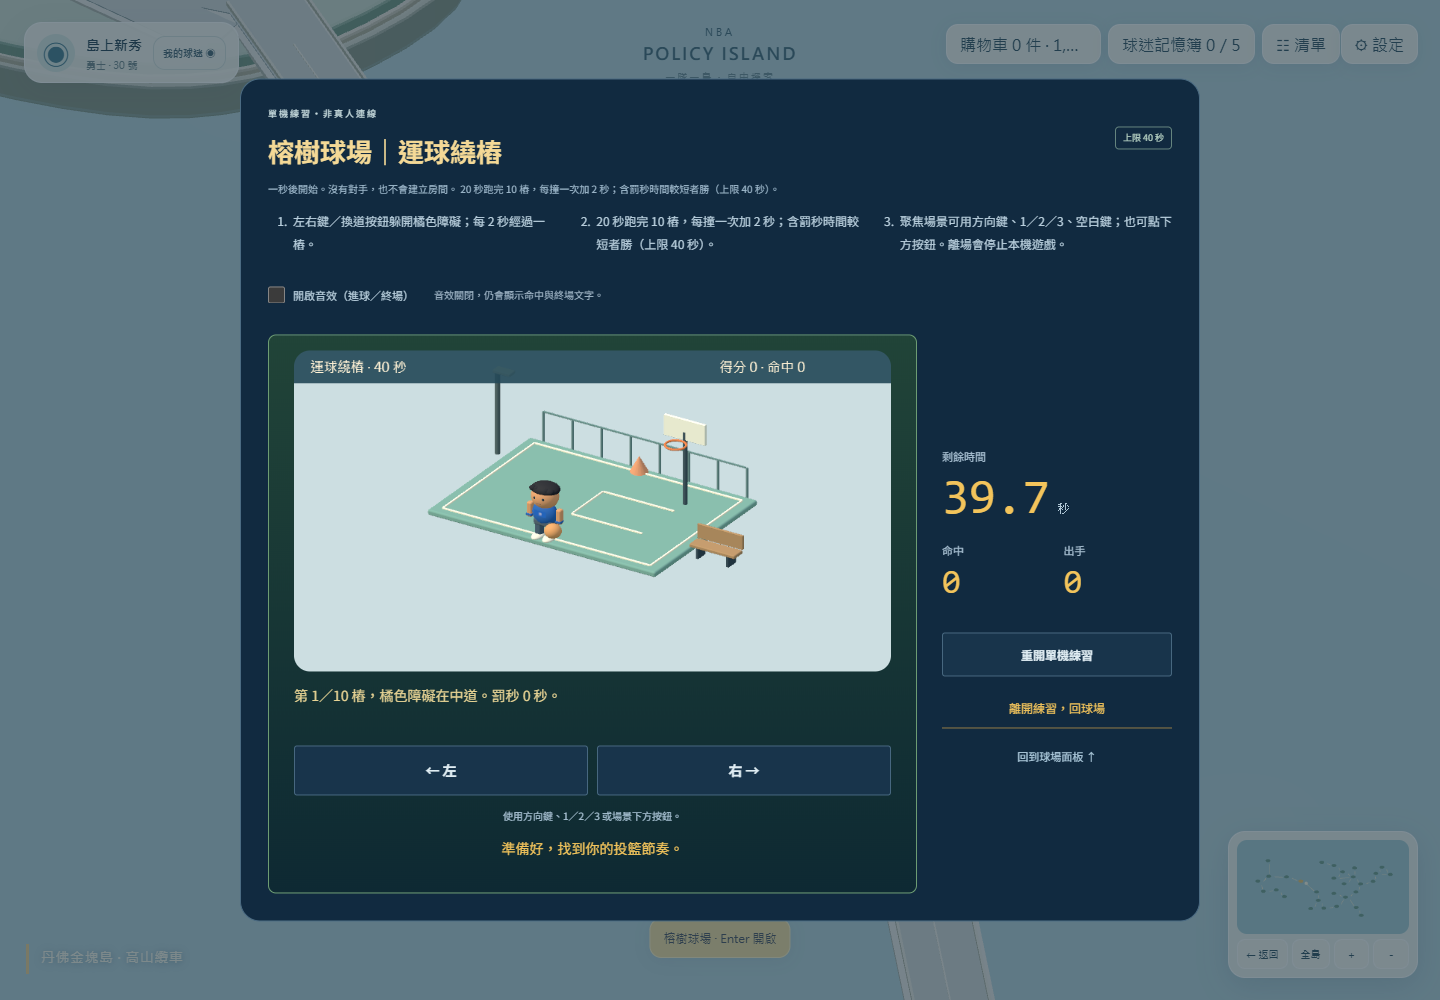 島上新秀
勇士 · 30 號
我的球迷 ◉
NBA
POLICY ISLAND
購物車 0 件 · 1,...
球迷記憶簿 0 / 5
☷ 清單
⚙ 設定
單機練習・非真人連線
榕樹球場｜運球繞樁
上限 40 秒
一秒後開始。沒有對手，也不會建立房間。 20 秒跑完 10 樁，每撞一次加 2 秒；含罰秒時間較短者勝（上限 40 秒）。
1. 左右鍵／換道按鈕躲開橘色障礙；每 2 秒經過一
樁。
2. 20 秒跑完 10 樁，每撞一次加 2 秒；含罰秒時間較
短者勝（上限 40 秒）。
3. 聚焦場景可用方向鍵、1／2／3、空白鍵；也可點下
方按鈕。離場會停止本機遊戲。
開啟音效（進球／終場）
音效關閉，仍會顯示命中與終場文字。
運球繞樁 · 40 秒
得分 0 · 命中 0
剩餘時間
39.7 秒
命中
出手
0
0
重開單機練習
離開練習，回球場
回到球場面板 ↑
第 1／10 樁，橘色障礙在中道。罰秒 0 秒。
← 左
右 →
使用方向鍵、1／2／3 或場景下方按鈕。
準備好，找到你的投籃節奏。
榕樹球場 · Enter 開啟
丹佛金塊島 · 高山纜車
← 返回
全島
+
-